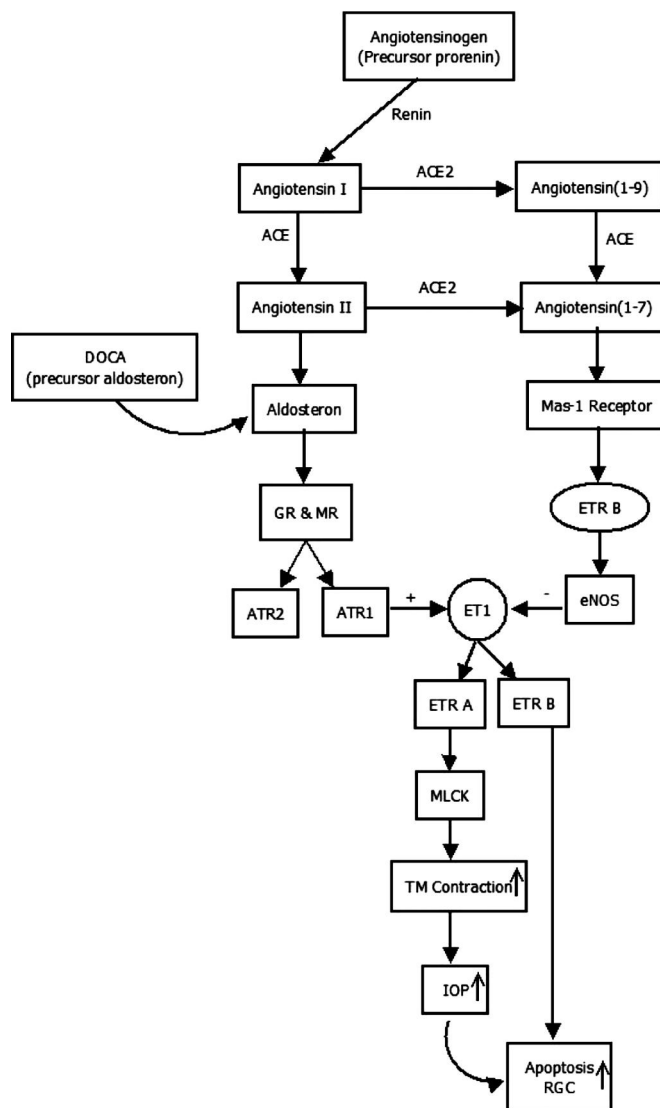 Angiotensinogen
(Precursor prorenin)
Renin
Angiotensin I
ACE2
Angiotensin(1-9)
ACE
ACE
Angiotensin II
ACE2
Angiotensin(1-7)
DOCA
(precursor aldosteron)
Aldosteron
Mas-1 Receptor
GR & MR
ETR B
ATR2
ATR1
+
ET1
-
eNOS
ETR A
ETR B
MLCK
TM Contraction↑
IOP↑
Apoptosis
RGC↑